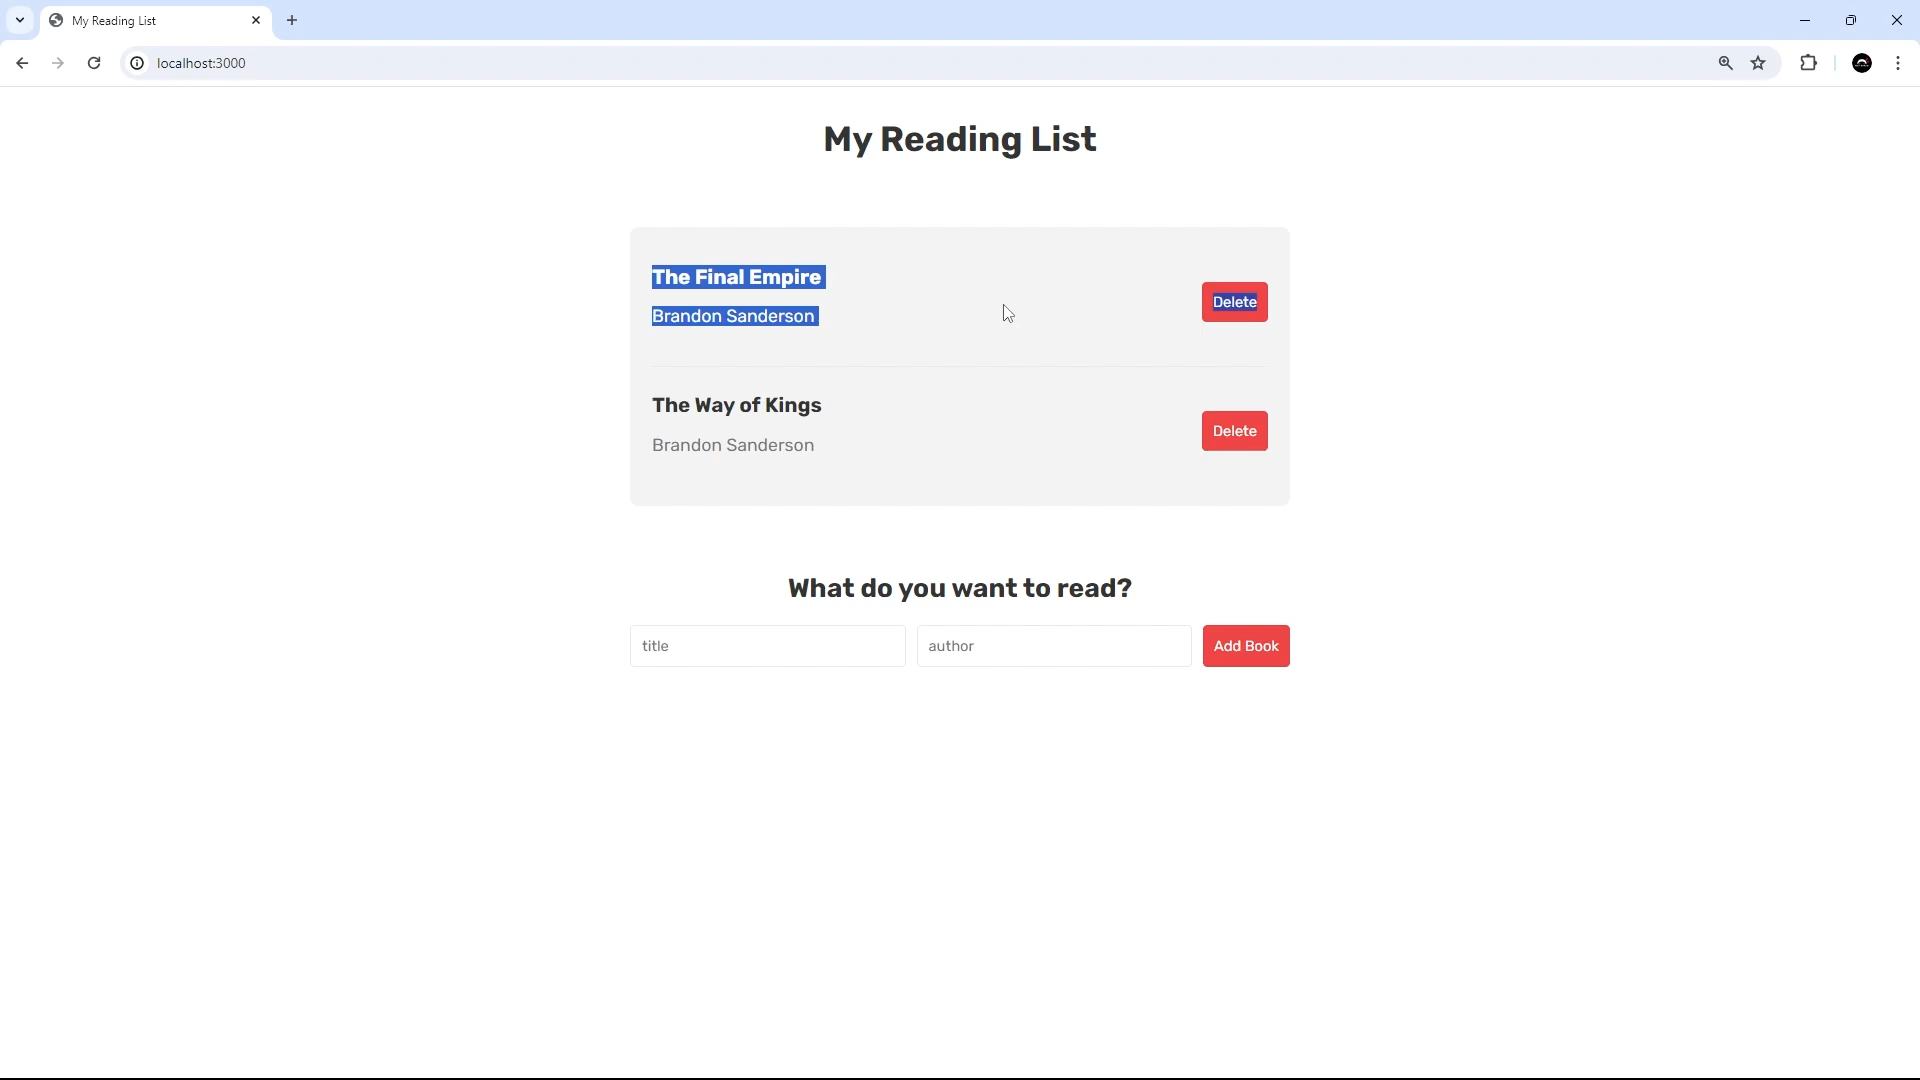 My Reading List
localhost:3000
My Reading List
The Final Empire
Brandon Sanderson
Delete
The Way of Kings
Brandon Sanderson
Delete
What do you want to read?
title
author
Add Book